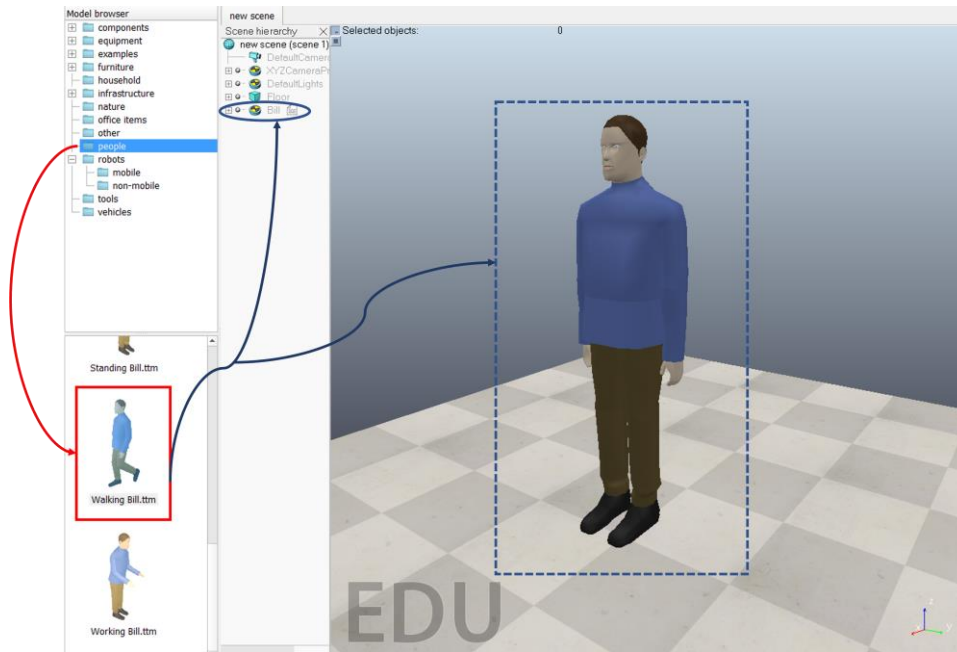 Model browser
components
equipment
examples
furniture
household
infrastructure
nature
office items
other
people
robots
mobile
non-mobile
tools
vehicles
Standing Bill.ttm
Walking Bill.ttm
Working Bill.ttm
new scene
Scene hierarchy
new scene (scene 1)
DefaultCamera
XYZCameraPr
DefaultLights
Floor
Bill
Selected objects: 0
EDU
z
x
y